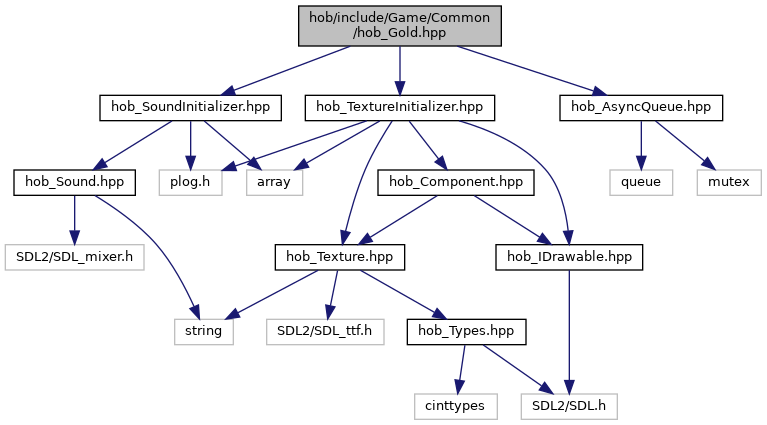 hob/include/Game/Common
/hob_Gold.hpp
hob_SoundInitializer.hpp
hob_TextureInitializer.hpp
hob_AsyncQueue.hpp
hob_Sound.hpp
plog.h
array
hob_Component.hpp
queue
mutex
SDL2/SDL_mixer.h
hob_Texture.hpp
hob_IDrawable.hpp
string
SDL2/SDL_ttf.h
hob_Types.hpp
cinttypes
SDL2/SDL.h